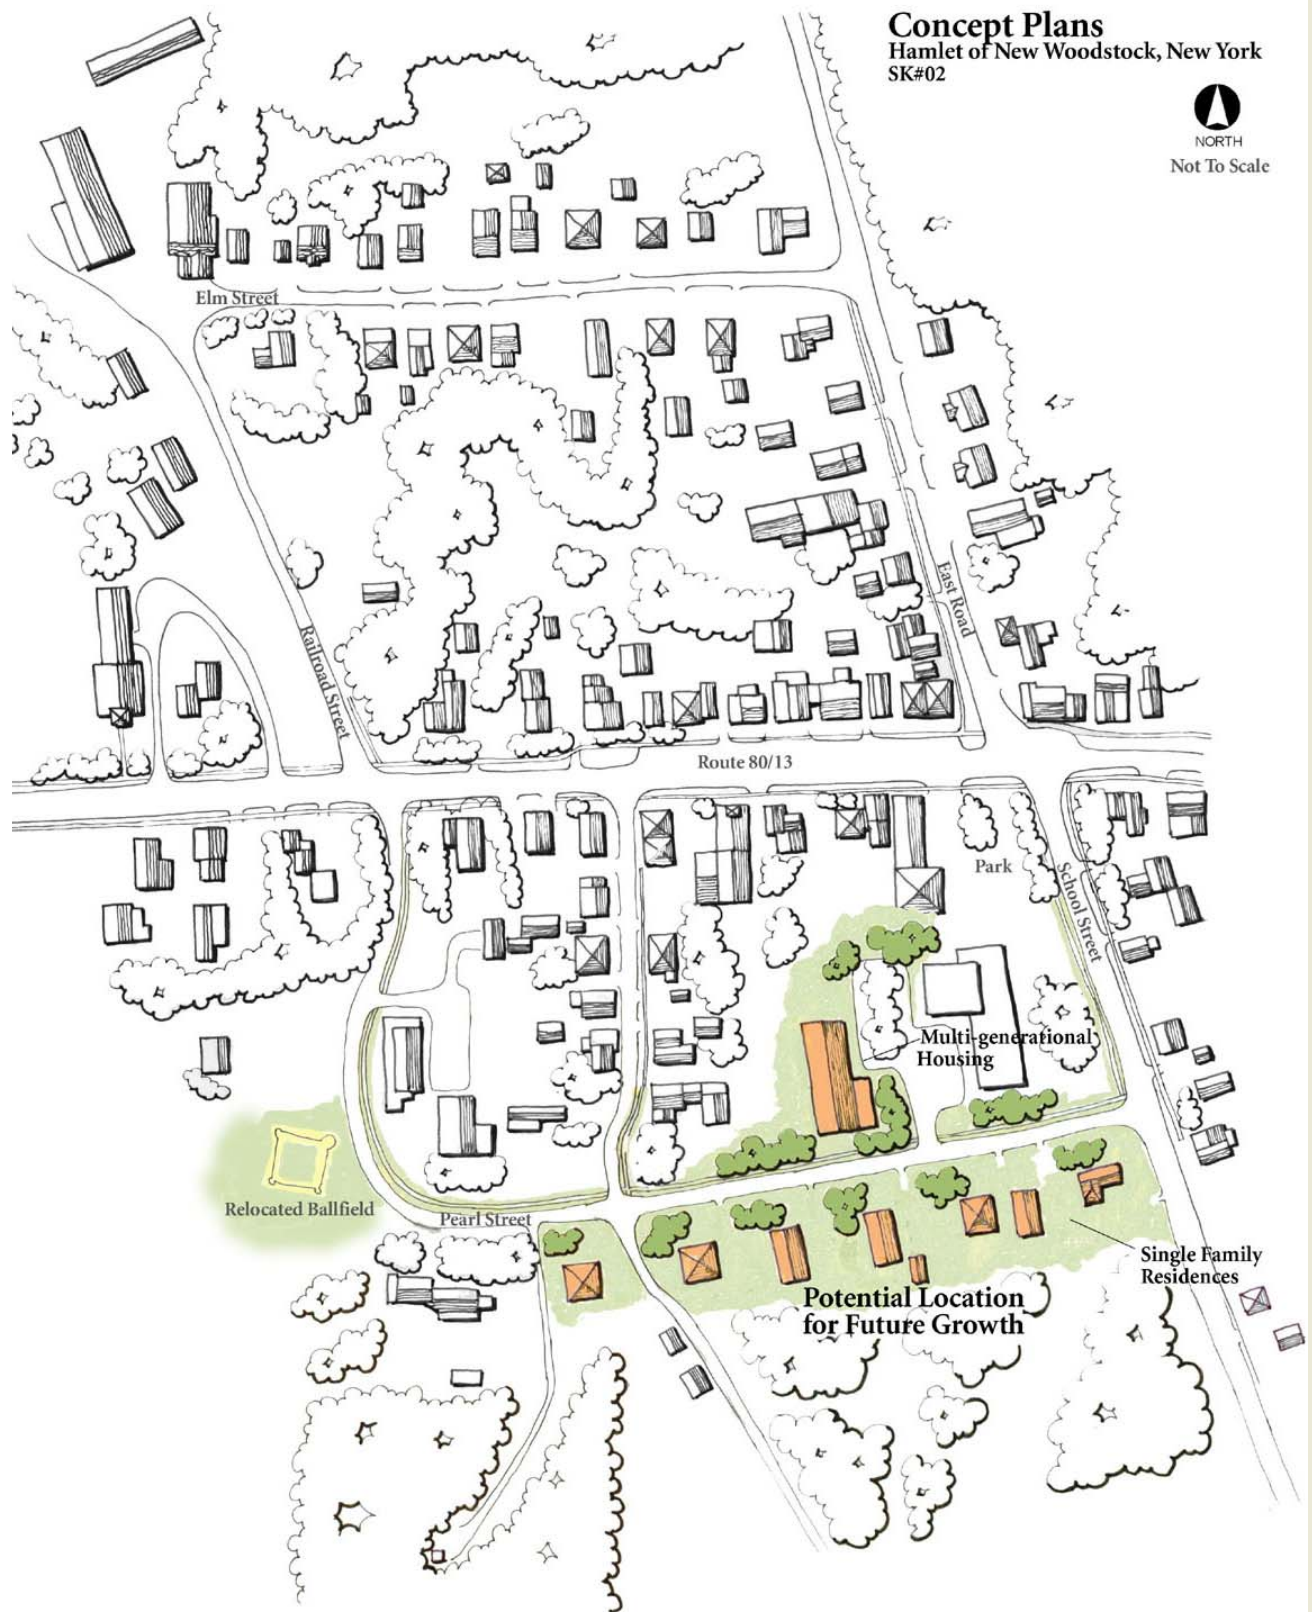 Concept Plans
Hamlet of New Woodstock, New York
SK#02
NORTH
Not To Scale
Elm Street
East Road
Railroad Street
Route 80/13
Park
School Street
Multi-generational
Housing
Relocated Ballfield
Pearl Street
Single Family
Residences
Potential Location
for Future Growth